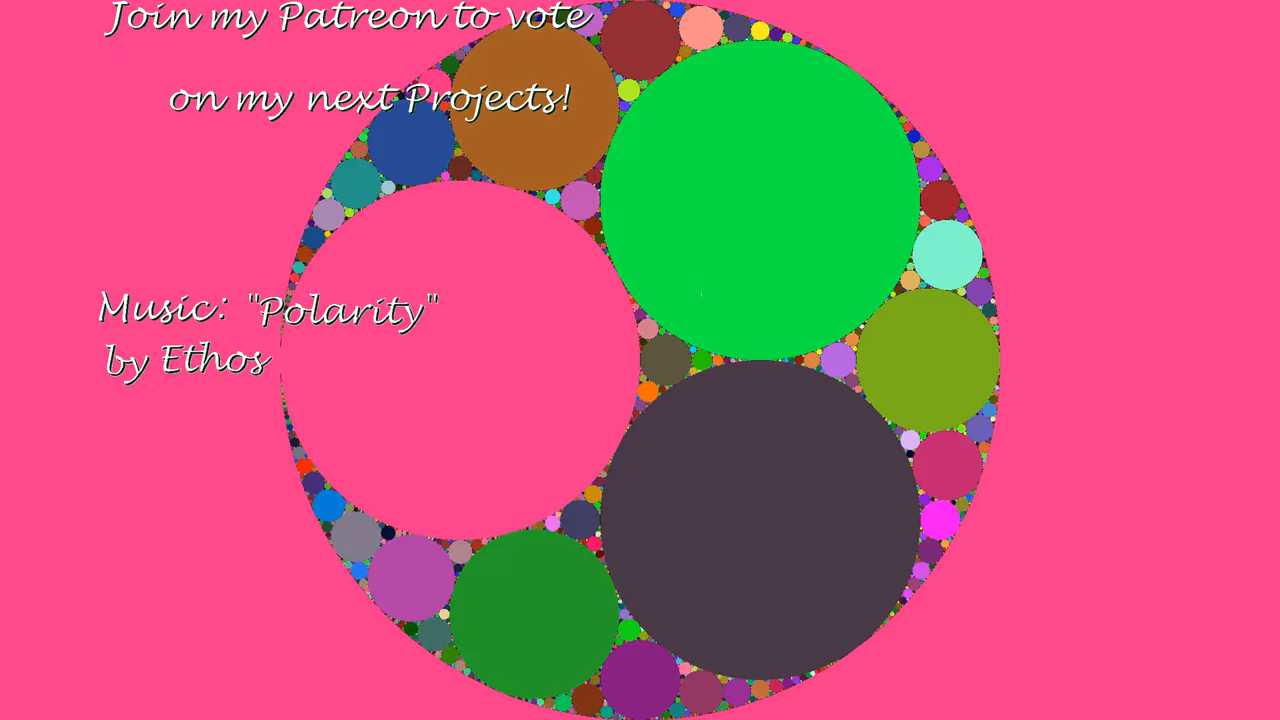 Join my Patreon to vote
on my next Projects!
Music: "Polarity"
by Ethos